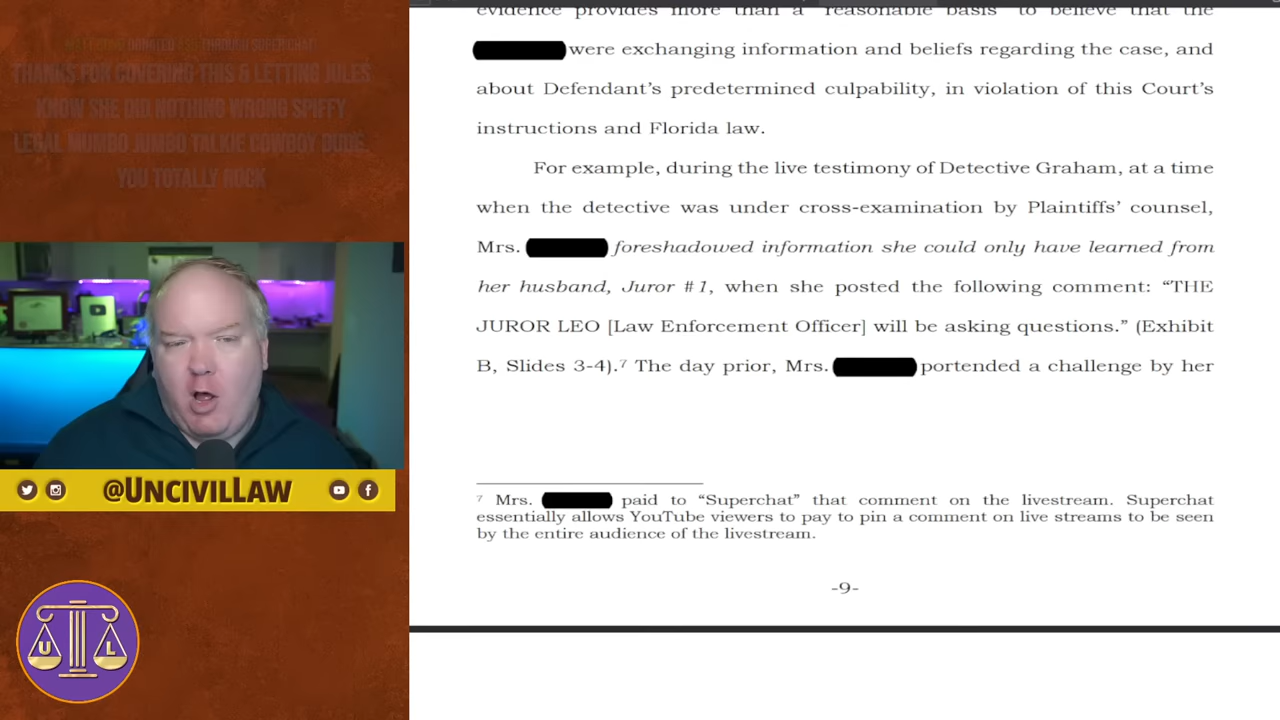 DONATED THROUGH SUPERCHAT!
THANKS FOR COVERING THIS & LETTING JULES
KNOW SHE DID NOTHING WRONG SPIFFY
LEGAL MUMBO JUMBO TALKIE COWBOY DUDE.
YOU TOTALLY ROCK
@UNCIVILLAW
U L
evidence provides more than a "reasonable basis" to believe that the
were exchanging information and beliefs regarding the case, and
about Defendant's predetermined culpability, in violation of this Court's
instructions and Florida law.
For example, during the live testimony of Detective Graham, at a time
when the detective was under cross-examination by Plaintiffs' counsel,
Mrs. foreshadowed information she could only have learned from
her husband, Juror #1, when she posted the following comment: "THE
JUROR LEO [Law Enforcement Officer] will be asking questions." (Exhibit
B, Slides 3-4).⁷ The day prior, Mrs. portended a challenge by her
⁷ Mrs. paid to "Superchat" that comment on the livestream. Superchat
essentially allows YouTube viewers to pay to pin a comment on live streams to be seen
by the entire audience of the livestream.
-9-